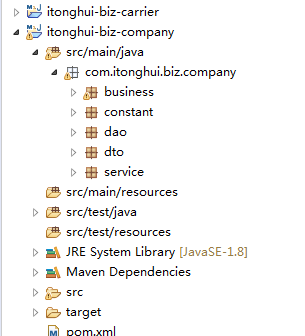 itonghui-biz-carrier
itonghui-biz-company
src/main/java
com.itonghui.biz.company
business
constant
dao
dto
service
src/main/resources
src/test/java
src/test/resources
JRE System Library [JavaSE-1.8]
Maven Dependencies
src
target
pom.xml